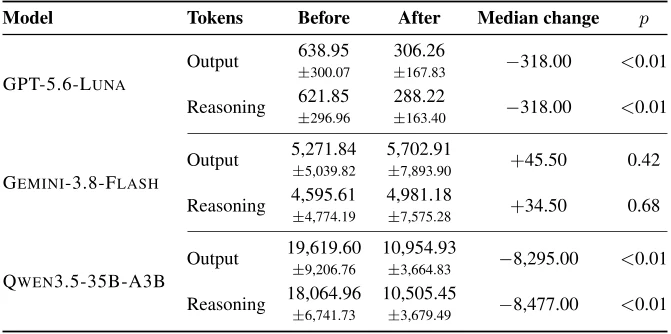 Model Tokens Before After Median change p
GPT-5.6-LUNA Output 638.95 ±300.07 306.26 ±167.83 −318.00 <0.01
Reasoning 621.85 ±296.96 288.22 ±163.40 −318.00 <0.01
GEMINI-3.8-FLASH Output 5,271.84 ±5,039.82 5,702.91 ±7,893.90 +45.50 0.42
Reasoning 4,595.61 ±4,774.19 4,981.18 ±7,575.28 +34.50 0.68
QWEN3.5-35B-A3B Output 19,619.60 ±9,206.76 10,954.93 ±3,664.83 −8,295.00 <0.01
Reasoning 18,064.96 ±6,741.73 10,505.45 ±3,679.49 −8,477.00 <0.01